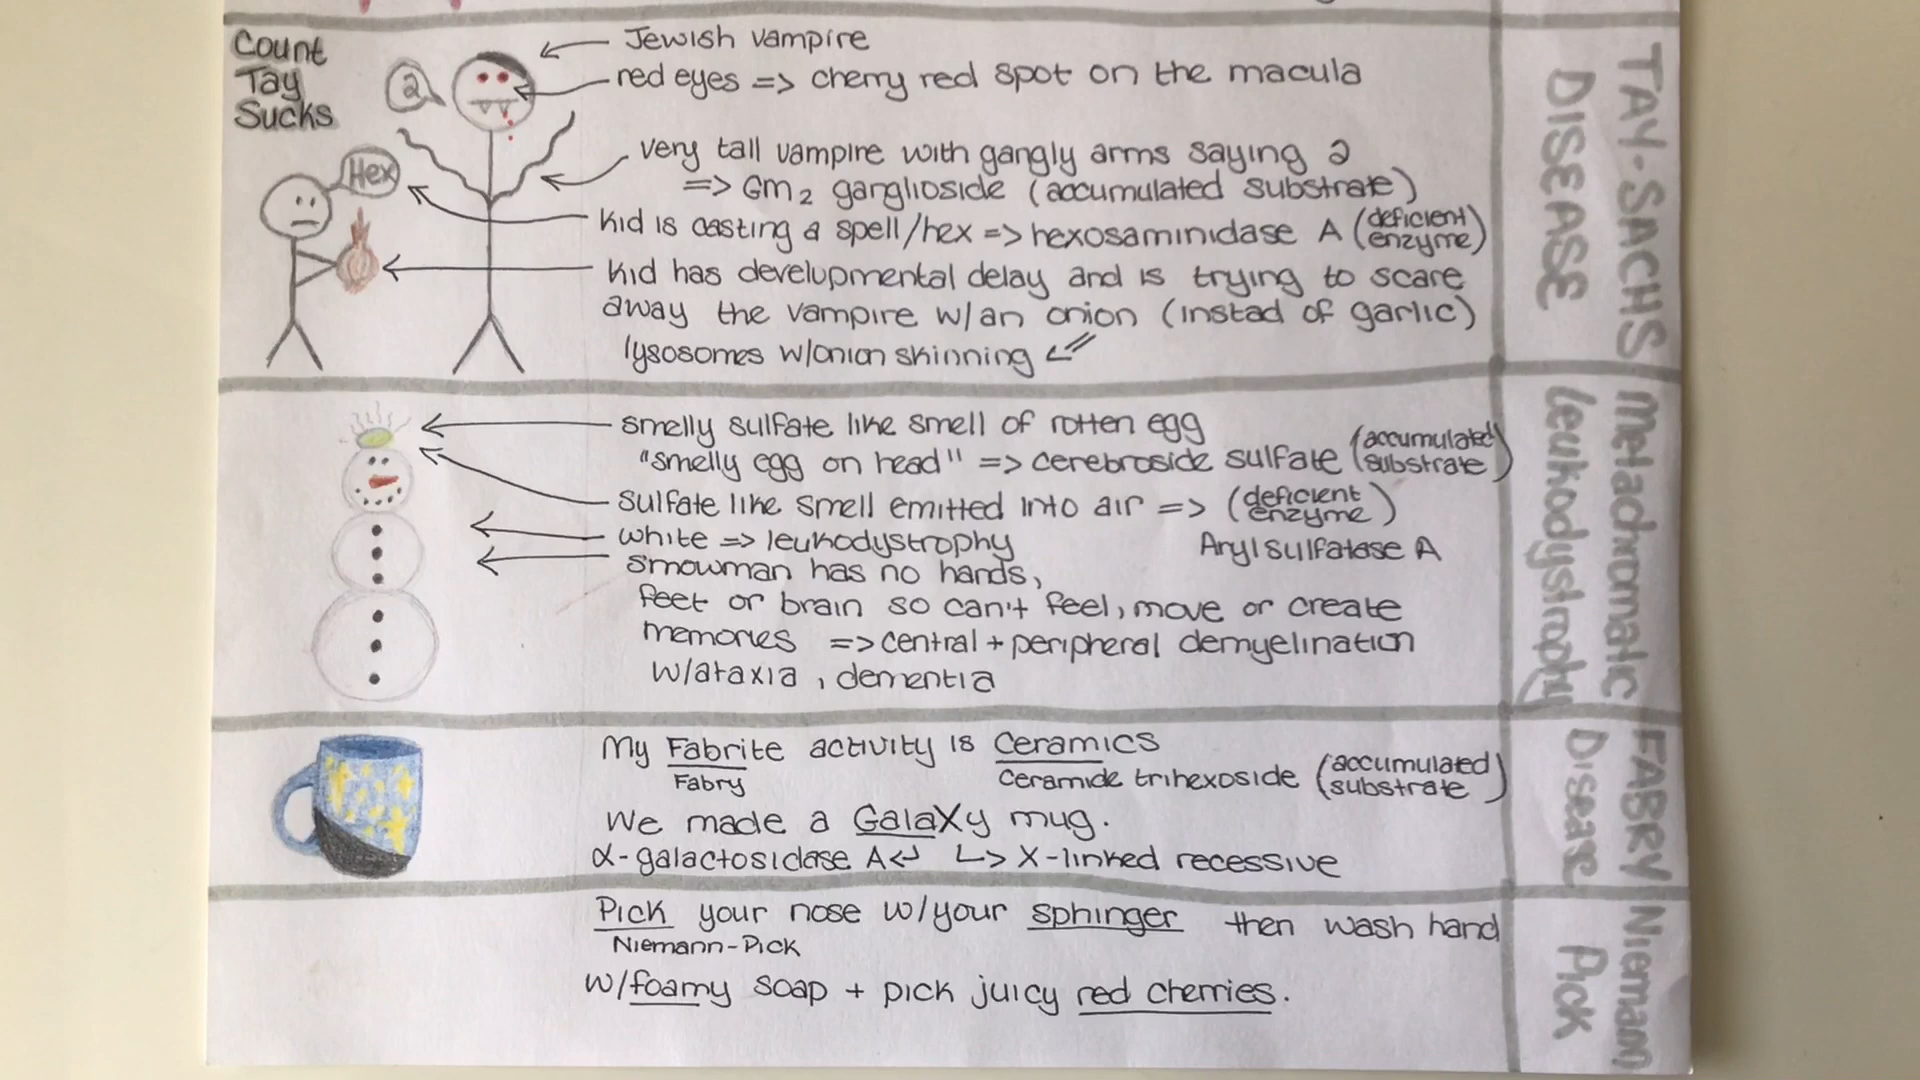 Count
Tay
Sucks
2
Hex
Jewish vampire
red eyes => cherry red spot on the macula
very tall vampire with gangly arms saying 2
=> Gm2 ganglioside (accumulated substrate)
kid is casting a spell/hex => hexosaminidase A (deficient enzyme)
kid has developmental delay and is trying to scare
away the vampire w/an onion (instad of garlic)
lysosomes w/onion skinning
TAY-SACHS
DISEASE
smelly sulfate like smell of rotten egg
"smelly egg on head" => cerebroside sulfate (accumulated substrate)
sulfate like smell emitted into air => (deficient enzyme)
Arylsulfatase A
white => leukodystrophy
snowman has no hands,
feet or brain so can't feel, move or create
memories => central + peripheral demyelination
w/ataxia, dementia
Metachromatic
leukodystrophy
My Fabrite activity is Ceramics
Fabry
Ceramide trihexoside (accumulated substrate)
We made a GalaXy mug.
α-galactosidase A X-linked recessive
FABRY
Disease
Pick your nose w/your sphinger then wash hand
Niemann-Pick
w/foamy soap + pick juicy red cherries.
Niemann
Pick